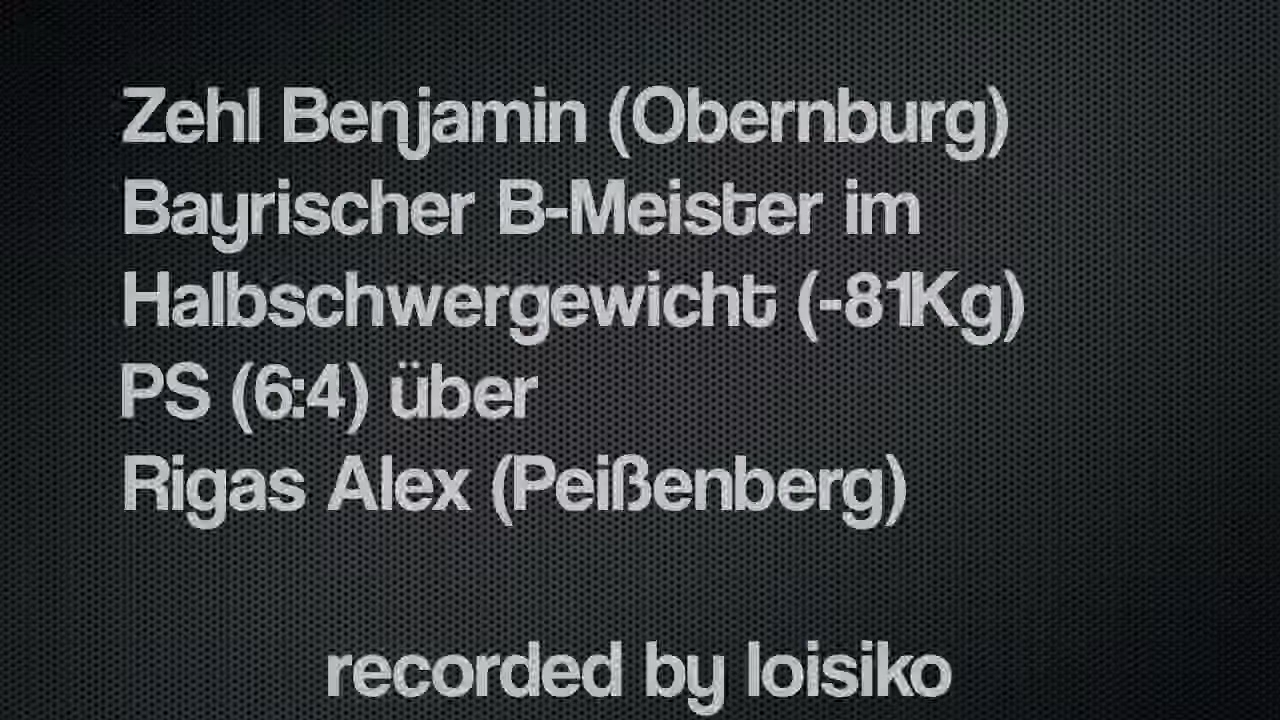 Zehl Benjamin (Obernburg)
Bayrischer B-Meister im
Halbschwergewicht (-81Kg)
PS (6:4) über
Rigas Alex (Peißenberg)
recorded by loisiko